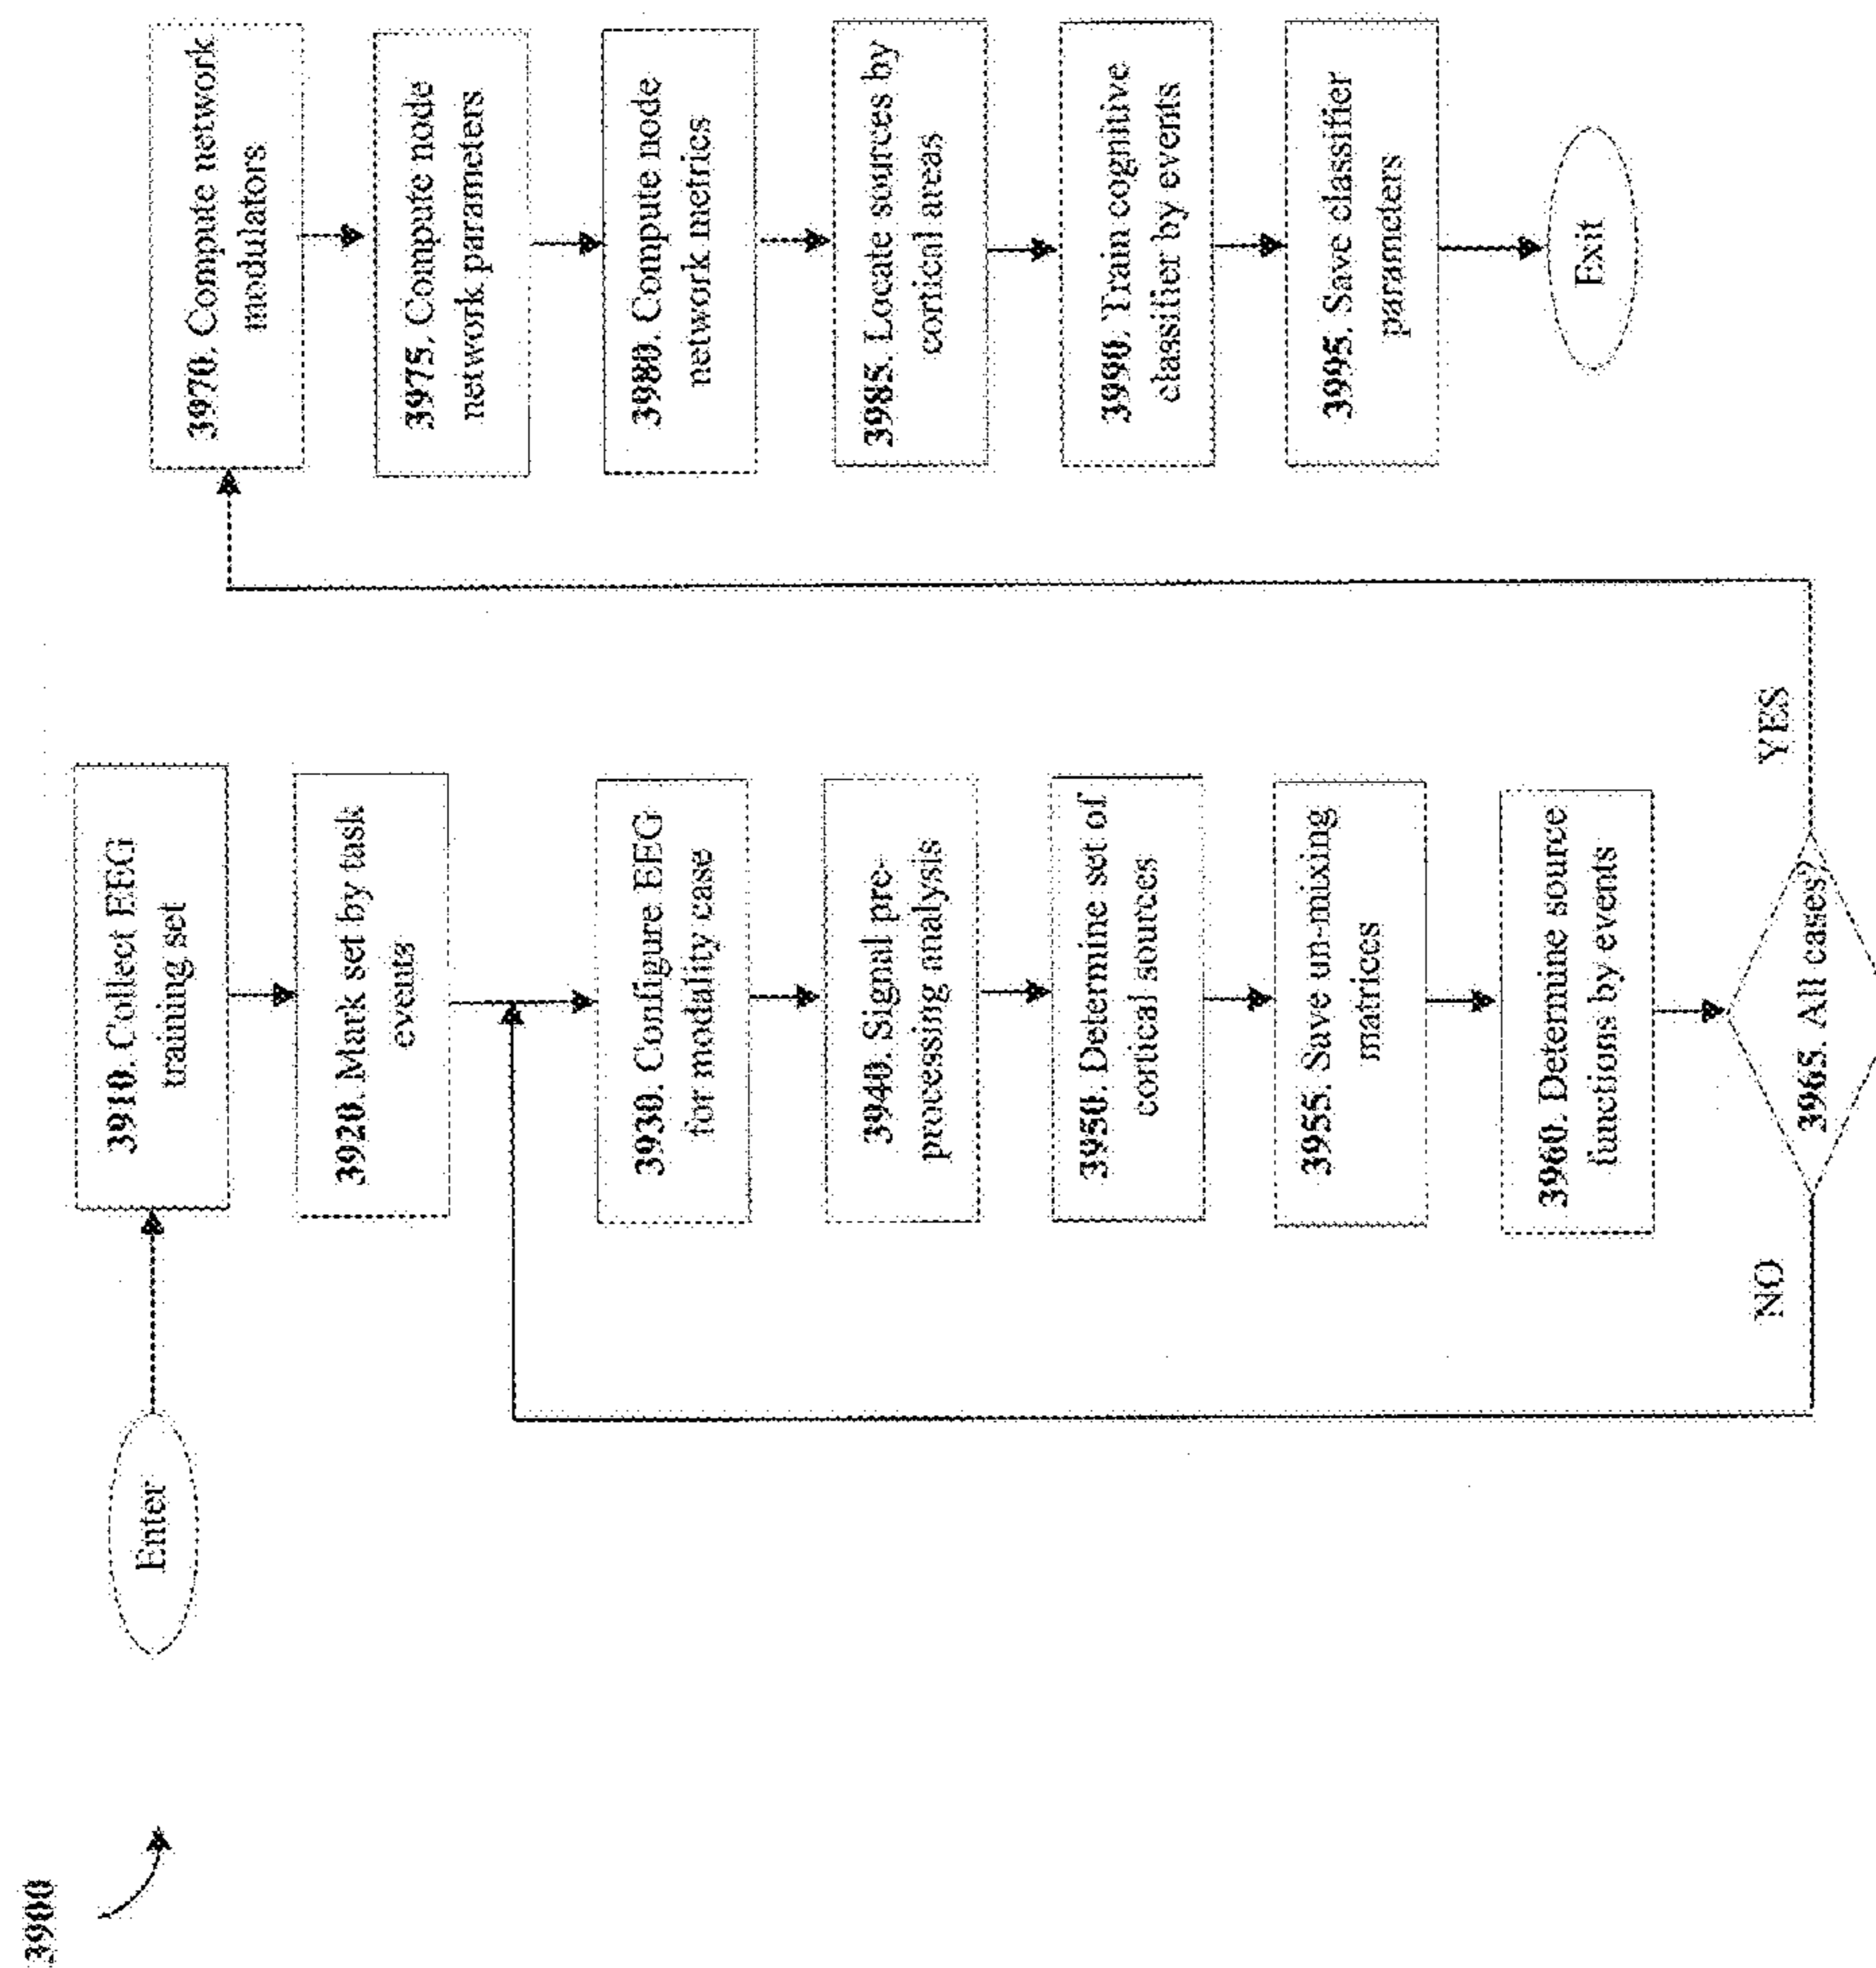 3900
Enter
3910. Collect EEG
training set
3920. Mark set by task
events
3930. Configure EEG
for modality case
3940. Signal pre-
processing analysis
3950. Determine set of
cortical sources
3955. Save un-mixing
matrices
3960. Determine source
functions by events
3965. All cases?
NO
YES
3970. Compute network
modulators
3975. Compute node
network parameters
3980. Compute node
network metrics
3985. Locate sources by
cortical areas
3990. Train cognitive
classifier by events
3995. Save classifier
parameters
Exit